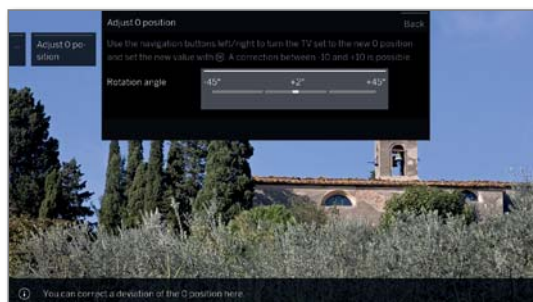 Adjust 0 position
Back
Adjust 0 po-
sition
Use the navigation buttons left/right to turn the TV set to the new 0 position
and set the new value with OK. A correction between -10 and +10 is possible
Rotation angle
-45°
+2°
+45°
You can correct a deviation of the 0 position here.